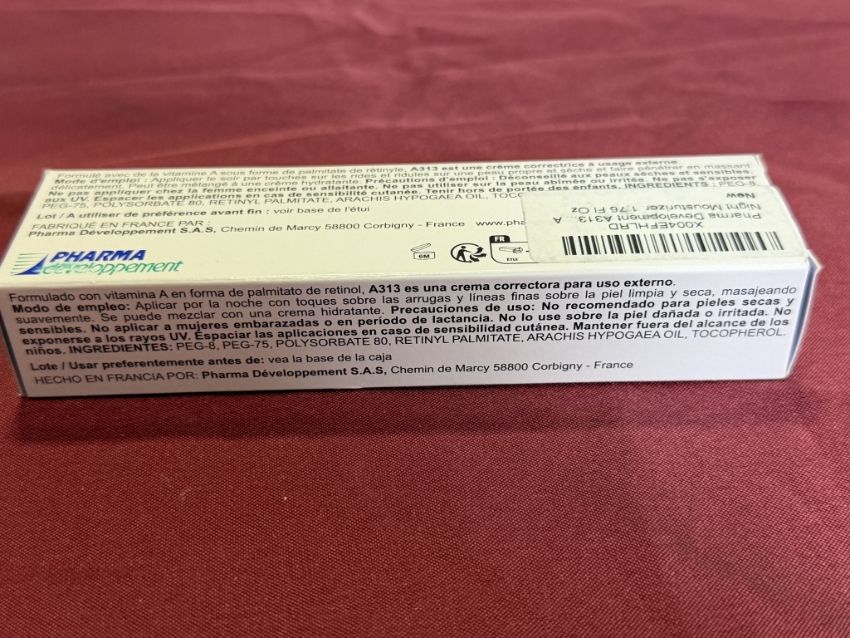 Formulé avec de la vitamine A sous forme de palmitate de rétinyle, A313 est une crème correctrice à usage externe.
Mode d'emploi : Appliquer le soir par touches sur les rides et ridules sur une peau propre et sèche et faire pénétrer en massant
délicatement. Peut être mélangé à une crème hydratante. Précautions d'emploi : Déconseillé aux peaux sèches et sensibles.
Ne pas appliquer chez la femme enceinte ou allaitante. Ne pas utiliser sur la peau abimée ou irritée. Ne pas s'exposer
aux UV. Espacer les applications en cas de sensibilité cutanée. Tenir hors de portée des enfants. INGREDIENTS : PEG-8,
PEG-75, POLYSORBATE 80, RETINYL PALMITATE, ARACHIS HYPOGAEA OIL, TOCO
Lot / A utiliser de préférence avant fin : voir base de l'étui
FABRIQUÉ EN FRANCE PAR : www.pha
Pharma Développement S.A.S, Chemin de Marcy 58800 Corbigny - France
6M
FR
ÉTUI
PHARMA
développement
X004EFHLRD
Pharma Development A313... A
Night Mousturizer 1.76 Fl Oz
New
Formulado con vitamina A en forma de palmitato de retinol, A313 es una crema correctora para uso externo.
Modo de empleo: Aplicar por la noche con toques sobre las arrugas y líneas finas sobre la piel limpia y seca, masajeando
suavemente. Se puede mezclar con una crema hidratante. Precauciones de uso: No recomendado para pieles secas y
sensibles. No aplicar a mujeres embarazadas o en período de lactancia. No lo use sobre la piel dañada o irritada. No
exponerse a los rayos UV. Espaciar las aplicaciones en caso de sensibilidad cutánea. Mantener fuera del alcance de los
niños. INGREDIENTES: PEG-8, PEG-75, POLYSORBATE 80, RETINYL PALMITATE, ARACHIS HYPOGAEA OIL, TOCOPHEROL.
Lote / Usar preferentemente antes de: vea la base de la caja
HECHO EN FRANCIA POR: Pharma Développement S.A.S, Chemin de Marcy 58800 Corbigny - France